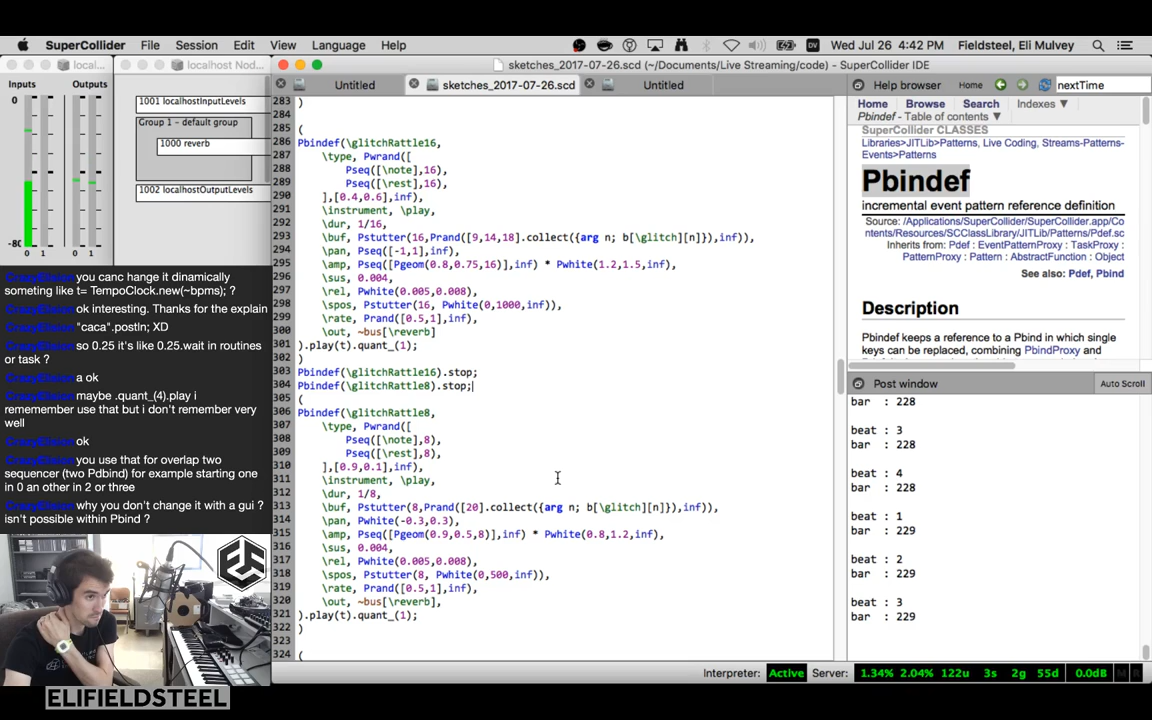 SuperCollider File Session Edit View Language Help DV Wed Jul 26 4:42 PM Fieldsteel, Eli Mulvey
local...
localhost Nod...
sketches_2017-07-26.scd (~/Documents/Live Streaming/code) - SuperCollider IDE
Untitled
sketches_2017-07-26.scd
Untitled
Inputs Outputs
0
-80
0 1 0 1
1001 localhostInputLevels
Group 1 - default group
1000 reverb
1002 localhostOutputLevels
CrazyElision you canc hange it dinamically
someting like t= TempoClock.new(~bpms); ?
CrazyElision ok interesting. Thanks for the explain
CrazyElision "caca".postln; XD
CrazyElision so 0.25 it's like 0.25.wait in routines
or task ?
CrazyElision a ok
CrazyElision maybe .quant_(4).play i
rememember use that but i don't remember very
well
CrazyElision ok
CrazyElision you use that for overlap two
sequencer (two Pdbind) for example starting one
in 0 an other in 2 or three
CrazyElision why you don't change it with a gui ?
isn't possible within Pbind ?
ELIFIELDSTEEL
283 )
284
285 (
286 Pbindef(\glitchRattle16,
287 \type, Pwrand([
288 Pseq([\note],16),
289 Pseq([\rest],16),
290 ],[0.4,0.6],inf),
291 \instrument, \play,
292 \dur, 1/16,
293 \buf, Pstutter(16,Prand([9,14,18].collect({arg n; b[\glitch][n]}),inf)),
294 \pan, Pseq([-1,1],inf),
295 \amp, Pseq([Pgeom(0.8,0.75,16)],inf) * Pwhite(1.2,1.5,inf),
296 \sus, 0.004,
297 \rel, Pwhite(0.005,0.008),
298 \spos, Pstutter(16, Pwhite(0,1000,inf)),
299 \rate, Prand([0.5,1],inf),
300 \out, ~bus[\reverb]
301 ).play(t).quant_(1);
302 )
303 Pbindef(\glitchRattle16).stop;
304 Pbindef(\glitchRattle8).stop;
305 (
306 Pbindef(\glitchRattle8,
307 \type, Pwrand([
308 Pseq([\note],8),
309 Pseq([\rest],8),
310 ],[0.9,0.1],inf),
311 \instrument, \play,
312 \dur, 1/8,
313 \buf, Pstutter(8,Prand([20].collect({arg n; b[\glitch][n]}),inf)),
314 \pan, Pwhite(-0.3,0.3),
315 \amp, Pseq([Pgeom(0.9,0.5,8)],inf) * Pwhite(0.8,1.2,inf),
316 \sus, 0.004,
317 \rel, Pwhite(0.005,0.008),
318 \spos, Pstutter(8, Pwhite(0,500,inf)),
319 \rate, Prand([0.5,1],inf),
320 \out, ~bus[\reverb],
321 ).play(t).quant_(1);
322 )
323
324 (
Help browser Home nextTime
Home Browse Search Indexes ▼
Pbindef - Table of contents ▼
SuperCollider CLASSES
Libraries>JITLib>Patterns, Live Coding, Streams-Patterns-
Events>Patterns
Pbindef
incremental event pattern reference definition
Source: /Applications/SuperCollider/SuperCollider.app/Co
ntents/Resources/SCClassLibrary/JITLib/Patterns/Pdef.sc
Inherits from: Pdef : EventPatternProxy : TaskProxy :
PatternProxy : Pattern : AbstractFunction : Object
See also: Pdef, Pbind
Description
Pbindef keeps a reference to a Pbind in which single
keys can be replaced, combining PbindProxy and
Post window Auto Scroll
bar : 228
beat : 3
bar : 228
beat : 4
bar : 228
beat : 1
bar : 229
beat : 2
bar : 229
beat : 3
bar : 229
Interpreter: Active Server: 1.34% 2.04% 122u 3s 2g 55d 0.0dB M R